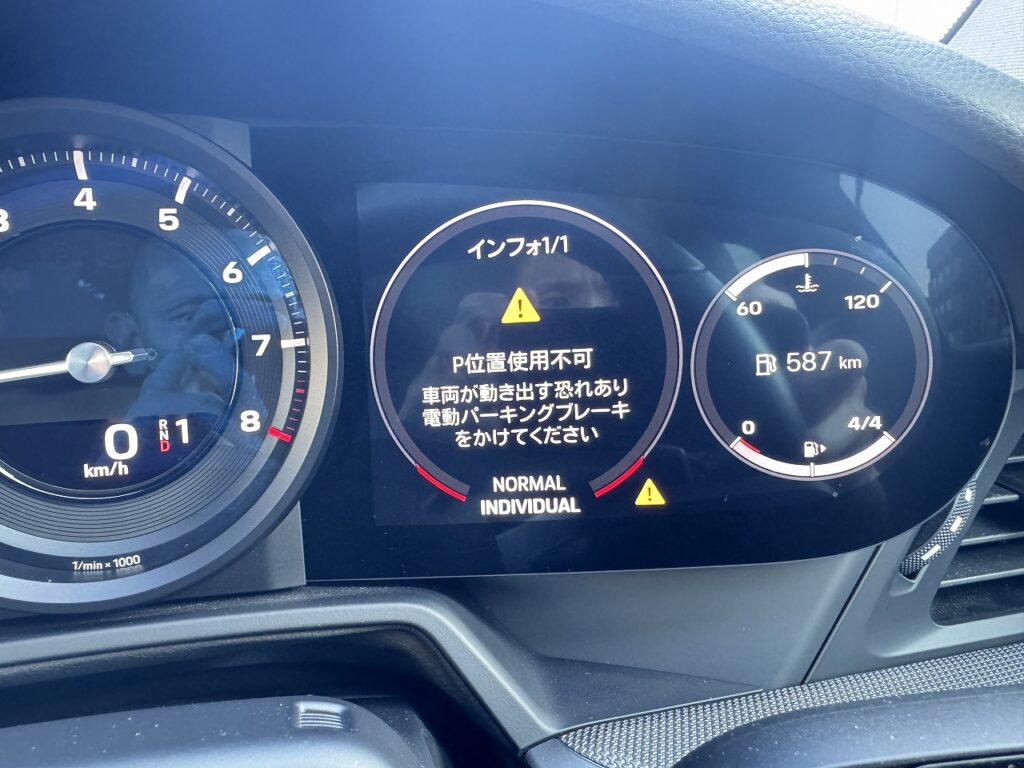 3
4
5
6
7
8
0
km/h
R
N
D
1
1/min × 1000
インフォ1/1
P位置使用不可
車両が動き出す恐れあり
電動パーキングブレーキ
をかけてください
NORMAL
INDIVIDUAL
60
120
587 km
0
4/4